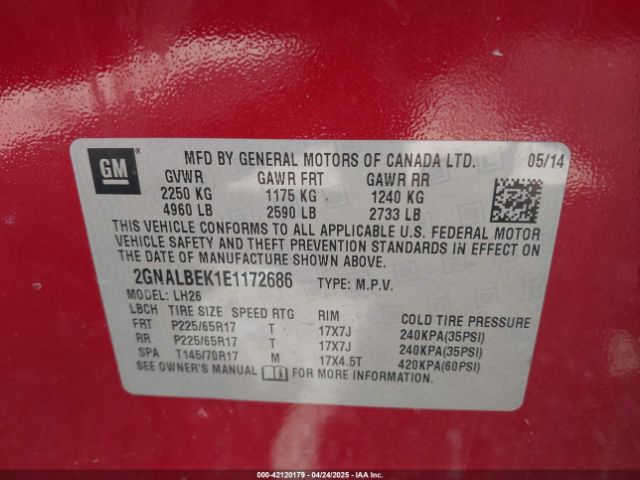 GM
MFD BY GENERAL MOTORS OF CANADA LTD. 05/14
GVWR GAWR FRT GAWR RR
2250 KG 1175 KG 1240 KG
4960 LB 2590 LB 2733 LB
THIS VEHICLE CONFORMS TO ALL APPLICABLE U.S. FEDERAL MOTOR
VEHICLE SAFETY AND THEFT PREVENTION STANDARDS IN EFFECT ON
THE DATE OF MANUFACTURE SHOWN ABOVE.
2GNALBEK1E1172686 TYPE: M.P.V.
MODEL: LH26
LBCH TIRE SIZE SPEED RTG RIM COLD TIRE PRESSURE
FRT P225/65R17 T 17X7J 240KPA(35PSI)
RR P225/65R17 T 17X7J 240KPA(35PSI)
SPA T145/70R17 M 17X4.5T 420KPA(60PSI)
SEE OWNER'S MANUAL FOR MORE INFORMATION.
000-42120179 - 04/24/2025 - IAAI.com